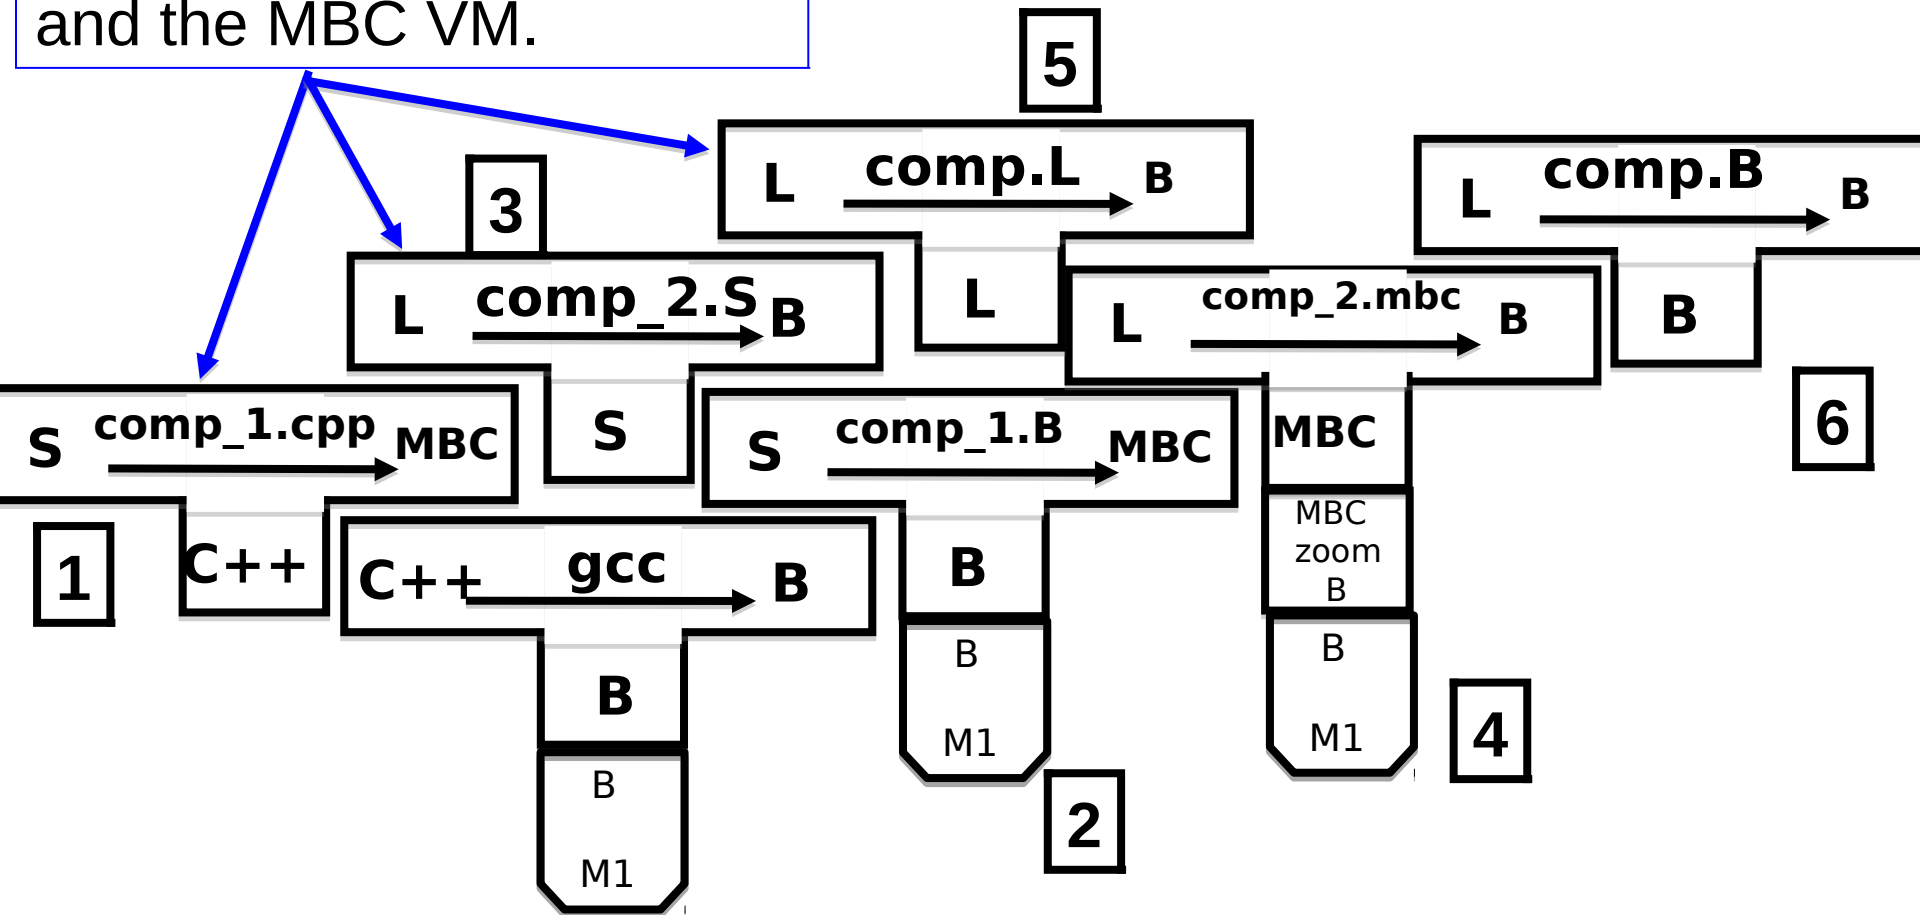 and the MBC VM.
5
L comp.L B
L
comp.B
L B
B
6
3
L comp_2.S B
S
comp_2.mbc
L B
MBC
MBC
zoom
B
B
M1
4
S comp_1.cpp MBC
C++
1
S comp_1.B MBC
B
B
M1
2
C++ gcc B
B
B
M1